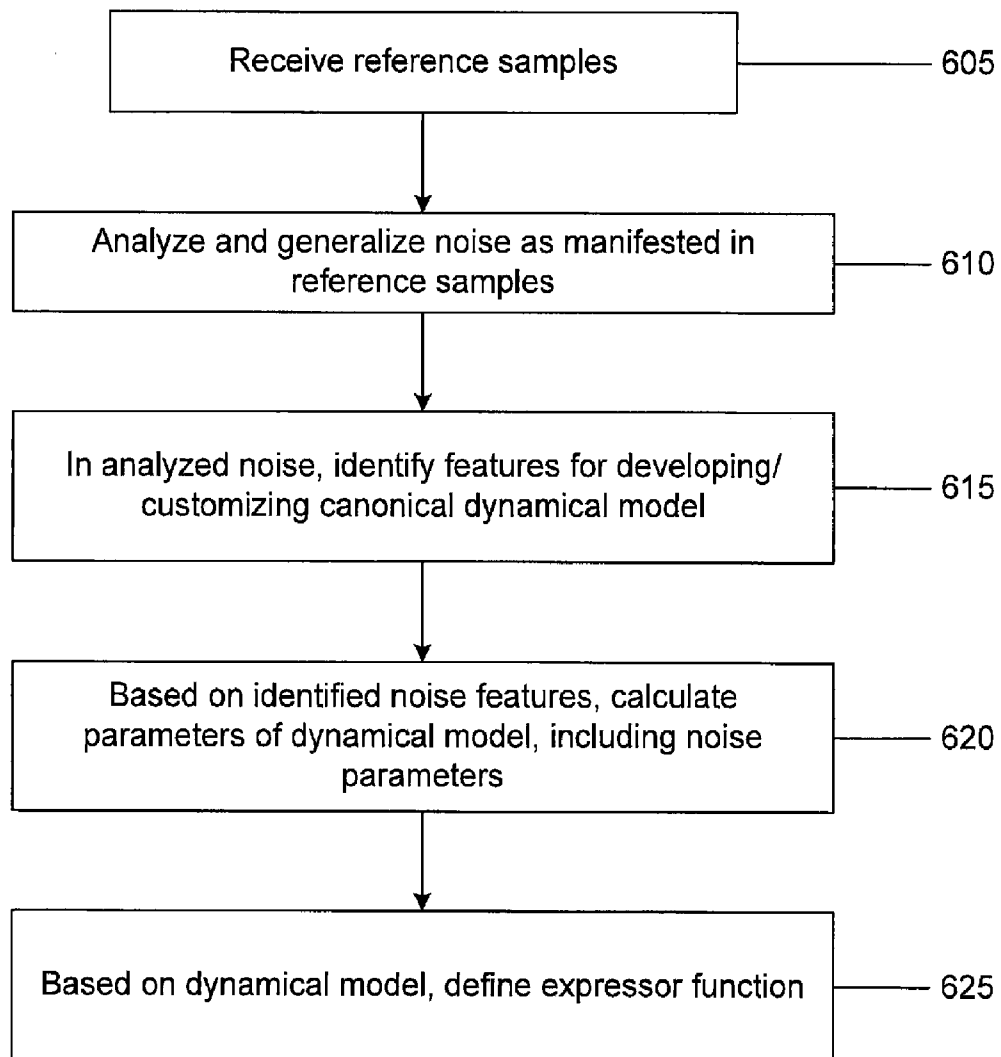 Receive reference samples
605
Analyze and generalize noise as manifested in
reference samples
610
In analyzed noise, identify features for developing/
customizing canonical dynamical model
615
Based on identified noise features, calculate
parameters of dynamical model, including noise
parameters
620
Based on dynamical model, define expressor function
625